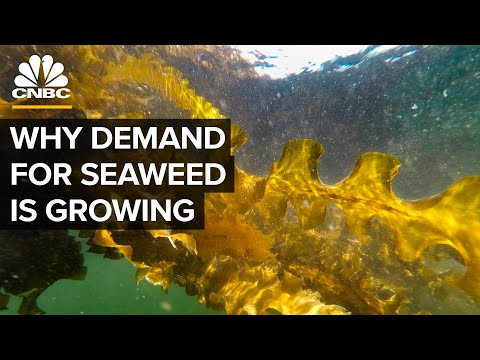 CNBC
WHY DEMAND
FOR SEAWEED
IS GROWING